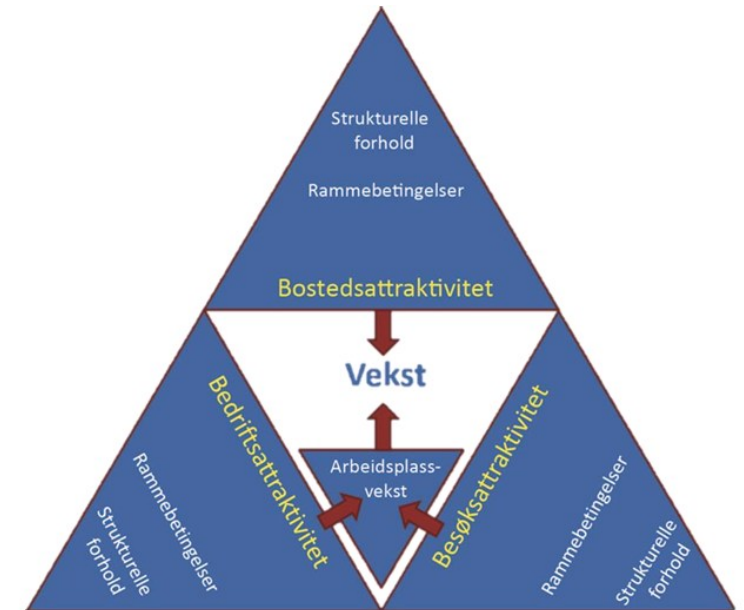 Strukturelle
forhold
Rammebetingelser
Bostedsattraktivitet
Vekst
Bedriftsattraktivitet
Rammebetingelser
Strukturelle
forhold
Arbeidsplass-
vekst
Besøksattraktivitet
Rammebetingelser
Strukturelle
forhold